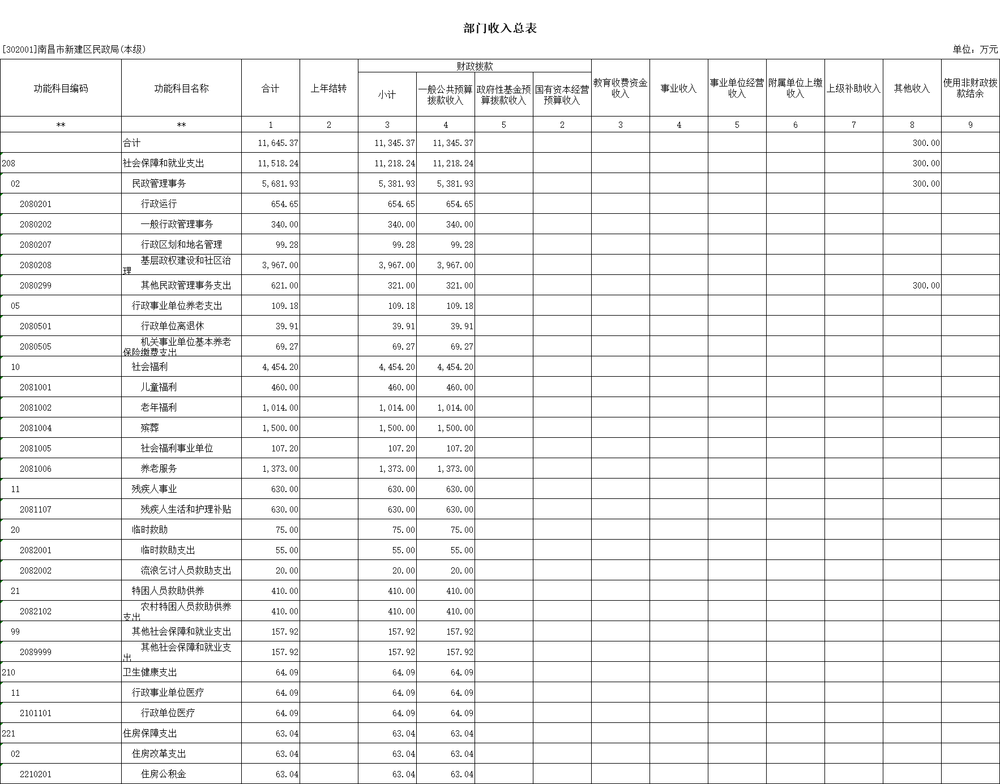 部门收入总表
[302001]南昌市新建区民政局(本级) 单位：万元
功能科目编码 功能科目名称 合计 上年结转 财政拨款 教育收费资金收入 事业收入 事业单位经营收入 附属单位上缴收入 上级补助收入 其他收入 使用非财政拨款结余
小计 一般公共预算拨款收入 政府性基金预算拨款收入 国有资本经营预算收入
** ** 1 2 3 4 5 2 3 4 5 6 7 8 9
合计 11,645.37 11,345.37 11,345.37 300.00
208 社会保障和就业支出 11,518.24 11,218.24 11,218.24 300.00
02 民政管理事务 5,681.93 5,381.93 5,381.93 300.00
2080201 行政运行 654.65 654.65 654.65
2080202 一般行政管理事务 340.00 340.00 340.00
2080207 行政区划和地名管理 99.28 99.28 99.28
2080208 基层政权建设和社区治理 3,967.00 3,967.00 3,967.00
2080299 其他民政管理事务支出 621.00 321.00 321.00 300.00
05 行政事业单位养老支出 109.18 109.18 109.18
2080501 行政单位离退休 39.91 39.91 39.91
2080505 机关事业单位基本养老保险缴费支出 69.27 69.27 69.27
10 社会福利 4,454.20 4,454.20 4,454.20
2081001 儿童福利 460.00 460.00 460.00
2081002 老年福利 1,014.00 1,014.00 1,014.00
2081004 殡葬 1,500.00 1,500.00 1,500.00
2081005 社会福利事业单位 107.20 107.20 107.20
2081006 养老服务 1,373.00 1,373.00 1,373.00
11 残疾人事业 630.00 630.00 630.00
2081107 残疾人生活和护理补贴 630.00 630.00 630.00
20 临时救助 75.00 75.00 75.00
2082001 临时救助支出 55.00 55.00 55.00
2082002 流浪乞讨人员救助支出 20.00 20.00 20.00
21 特困人员救助供养 410.00 410.00 410.00
2082102 农村特困人员救助供养支出 410.00 410.00 410.00
99 其他社会保障和就业支出 157.92 157.92 157.92
2089999 其他社会保障和就业支出 157.92 157.92 157.92
210 卫生健康支出 64.09 64.09 64.09
11 行政事业单位医疗 64.09 64.09 64.09
2101101 行政单位医疗 64.09 64.09 64.09
221 住房保障支出 63.04 63.04 63.04
02 住房改革支出 63.04 63.04 63.04
2210201 住房公积金 63.04 63.04 63.04